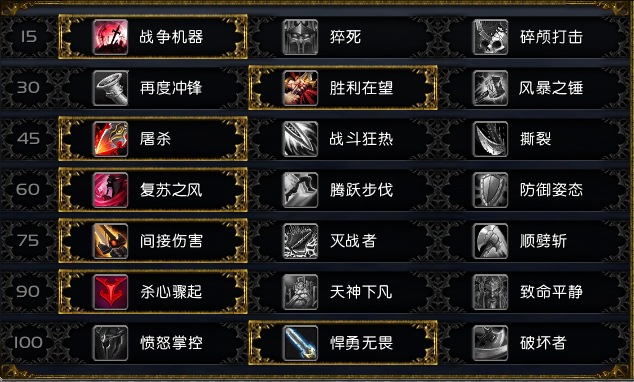 15 战争机器 猝死 碎颅打击
30 再度冲锋 胜利在望 风暴之锤
45 屠杀 战斗狂热 撕裂
60 复苏之风 腾跃步伐 防御姿态
75 间接伤害 灭战者 顺劈斩
90 杀心骤起 天神下凡 致命平静
100 愤怒掌控 悍勇无畏 破坏者